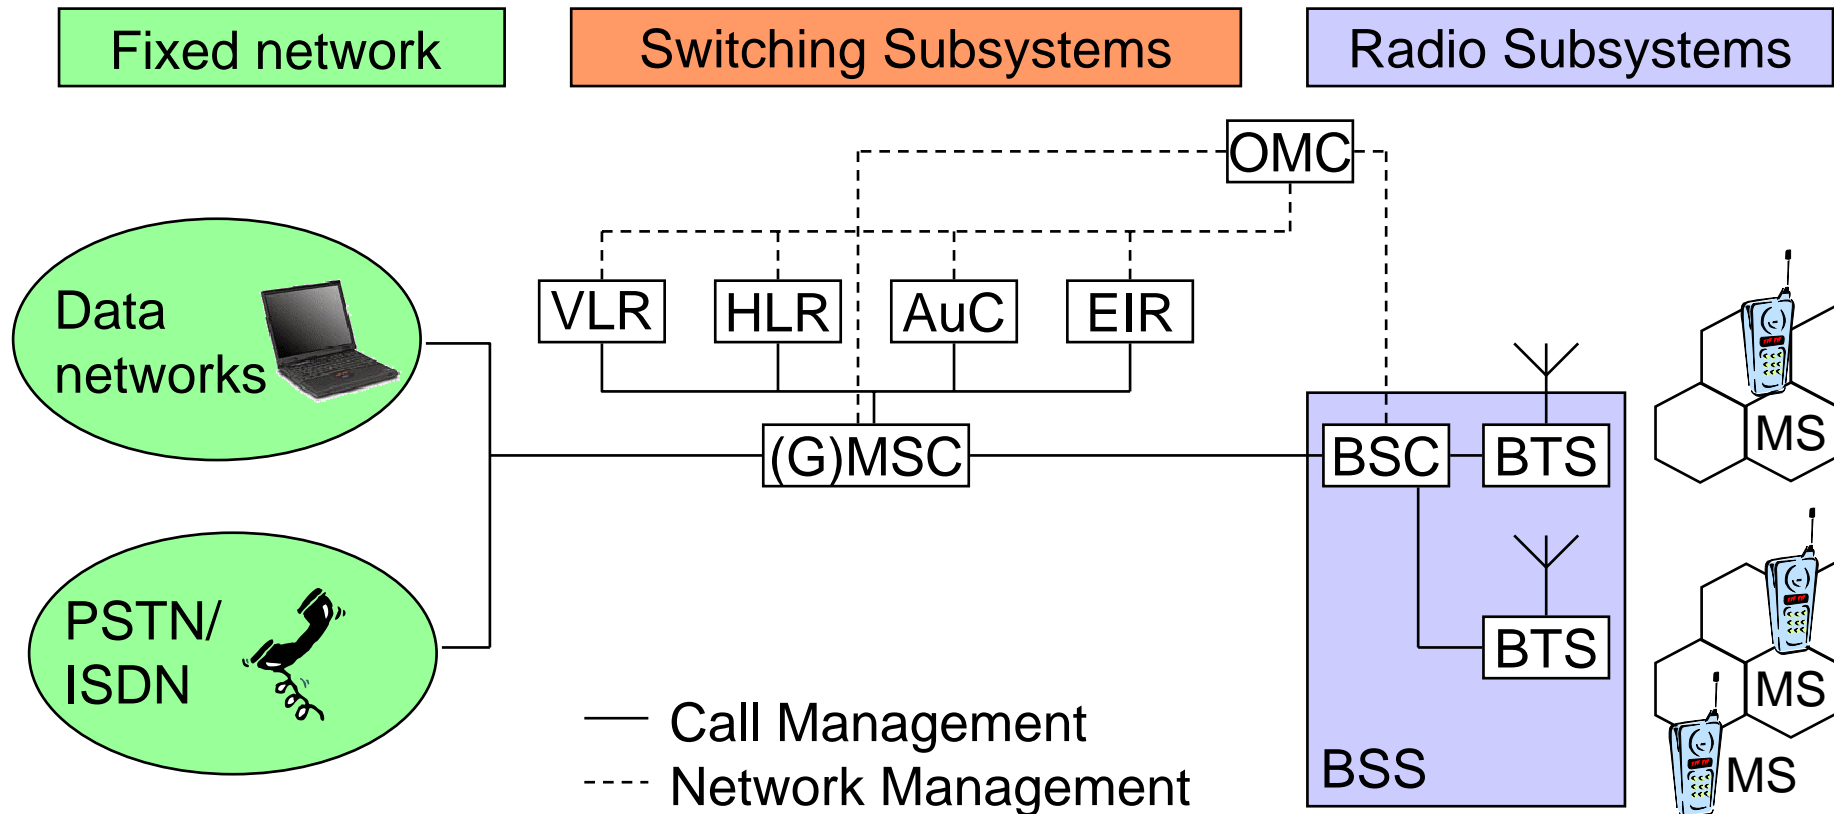 Fixed network
Switching Subsystems
Radio Subsystems
OMC
VLR
HLR
AuC
EIR
Data
networks
(G)MSC
BSC
BTS
MS
PSTN/
ISDN
BTS
MS
Call Management
Network Management
BSS
MS